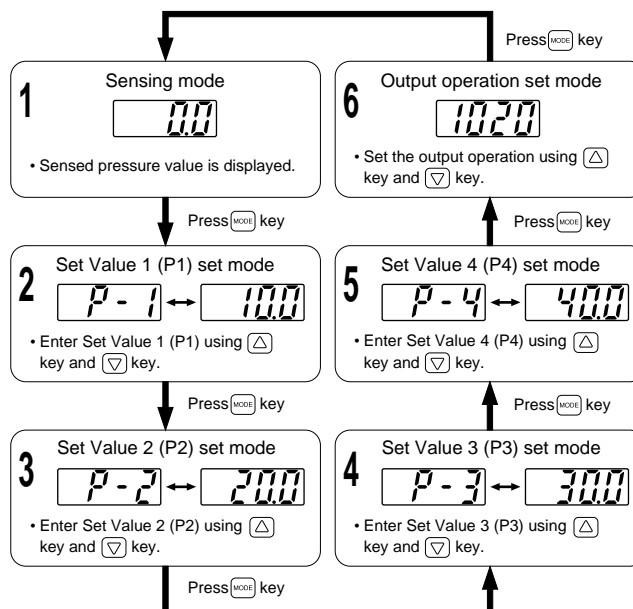 Press MODE key
1
Sensing mode
0.0
• Sensed pressure value is displayed.
Press MODE key
2
Set Value 1 (P1) set mode
P-1 ↔ 10.0
• Enter Set Value 1 (P1) using △
key and ▽ key.
Press MODE key
3
Set Value 2 (P2) set mode
P-2 ↔ 20.0
• Enter Set Value 2 (P2) using △
key and ▽ key.
Press MODE key
4
Set Value 3 (P3) set mode
P-3 ↔ 30.0
• Enter Set Value 3 (P3) using △
key and ▽ key.
Press MODE key
5
Set Value 4 (P4) set mode
P-4 ↔ 40.0
• Enter Set Value 4 (P4) using △
key and ▽ key.
Press MODE key
6
Output operation set mode
1020
• Set the output operation using △
key and ▽ key.